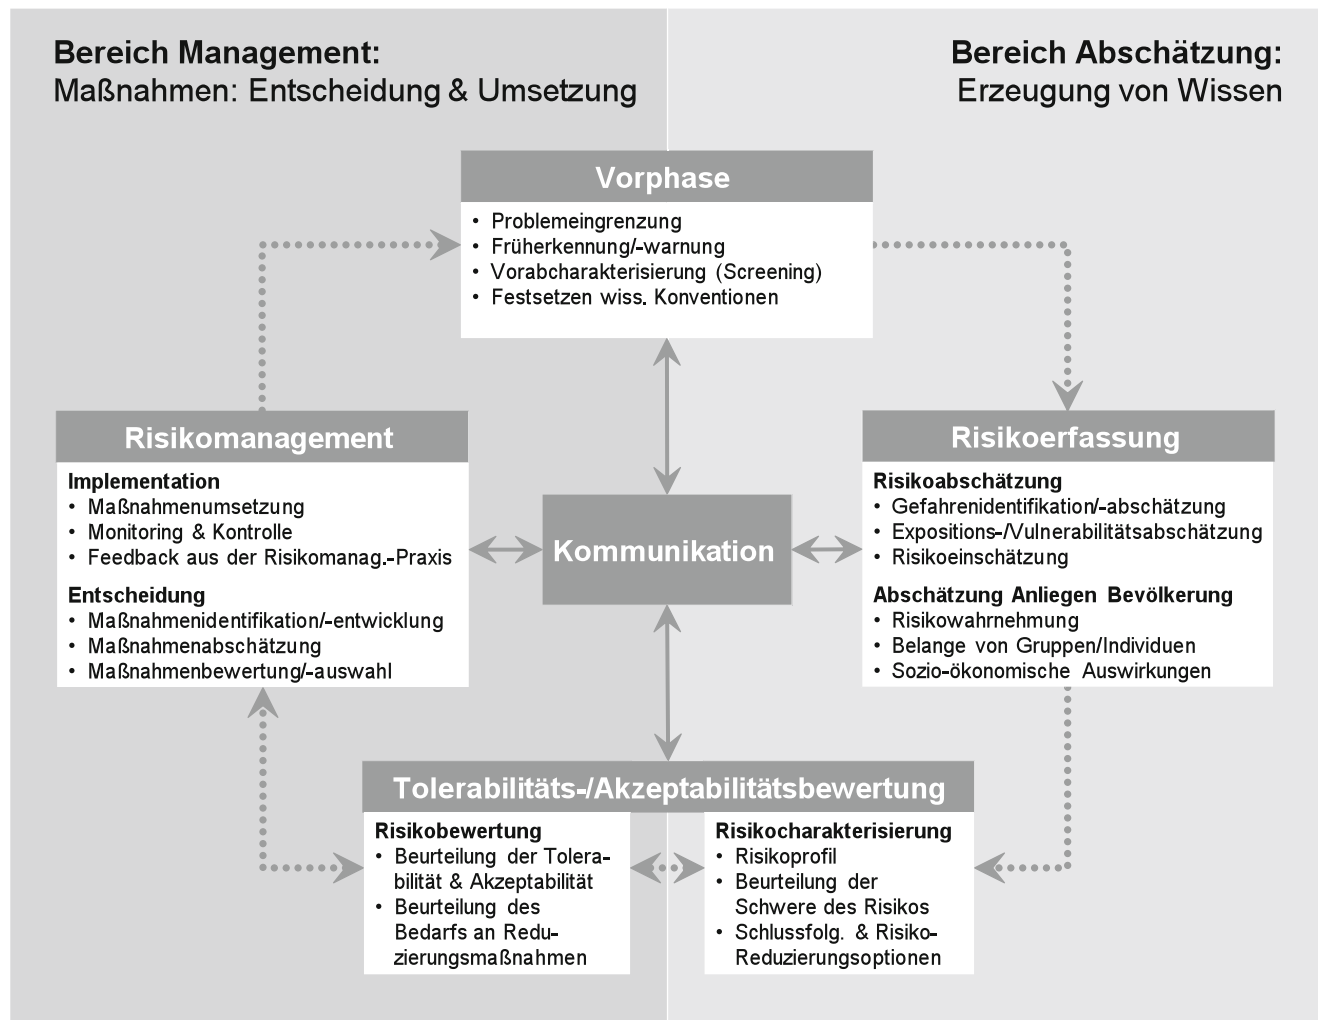 Bereich Management:
Maßnahmen: Entscheidung & Umsetzung
Bereich Abschätzung:
Erzeugung von Wissen
Vorphase
• Problemeingrenzung
• Früherkennung/-warnung
• Vorabcharakterisierung (Screening)
• Festsetzen wiss. Konventionen
Risikomanagement
Implementation
• Maßnahmenumsetzung
• Monitoring & Kontrolle
• Feedback aus der Risikomanag.-Praxis
Entscheidung
• Maßnahmenidentifikation/-entwicklung
• Maßnahmenabschätzung
• Maßnahmenbewertung/-auswahl
Kommunikation
Risikoerfassung
Risikoabschätzung
• Gefahrenidentifikation/-abschätzung
• Expositions-/Vulnerabilitätsabschätzung
• Risikoeinschätzung
Abschätzung Anliegen Bevölkerung
• Risikowahrnehmung
• Belange von Gruppen/Individuen
• Sozio-ökonomische Auswirkungen
Tolerabilitäts-/Akzeptabilitätsbewertung
Risikobewertung
• Beurteilung der Tolera-
bilität & Akzeptabilität
• Beurteilung des
Bedarfs an Redu-
zierungsmaßnahmen
Risikocharakterisierung
• Risikoprofil
• Beurteilung der
Schwere des Risikos
• Schlussfolg. & Risiko-
Reduzierungsoptionen